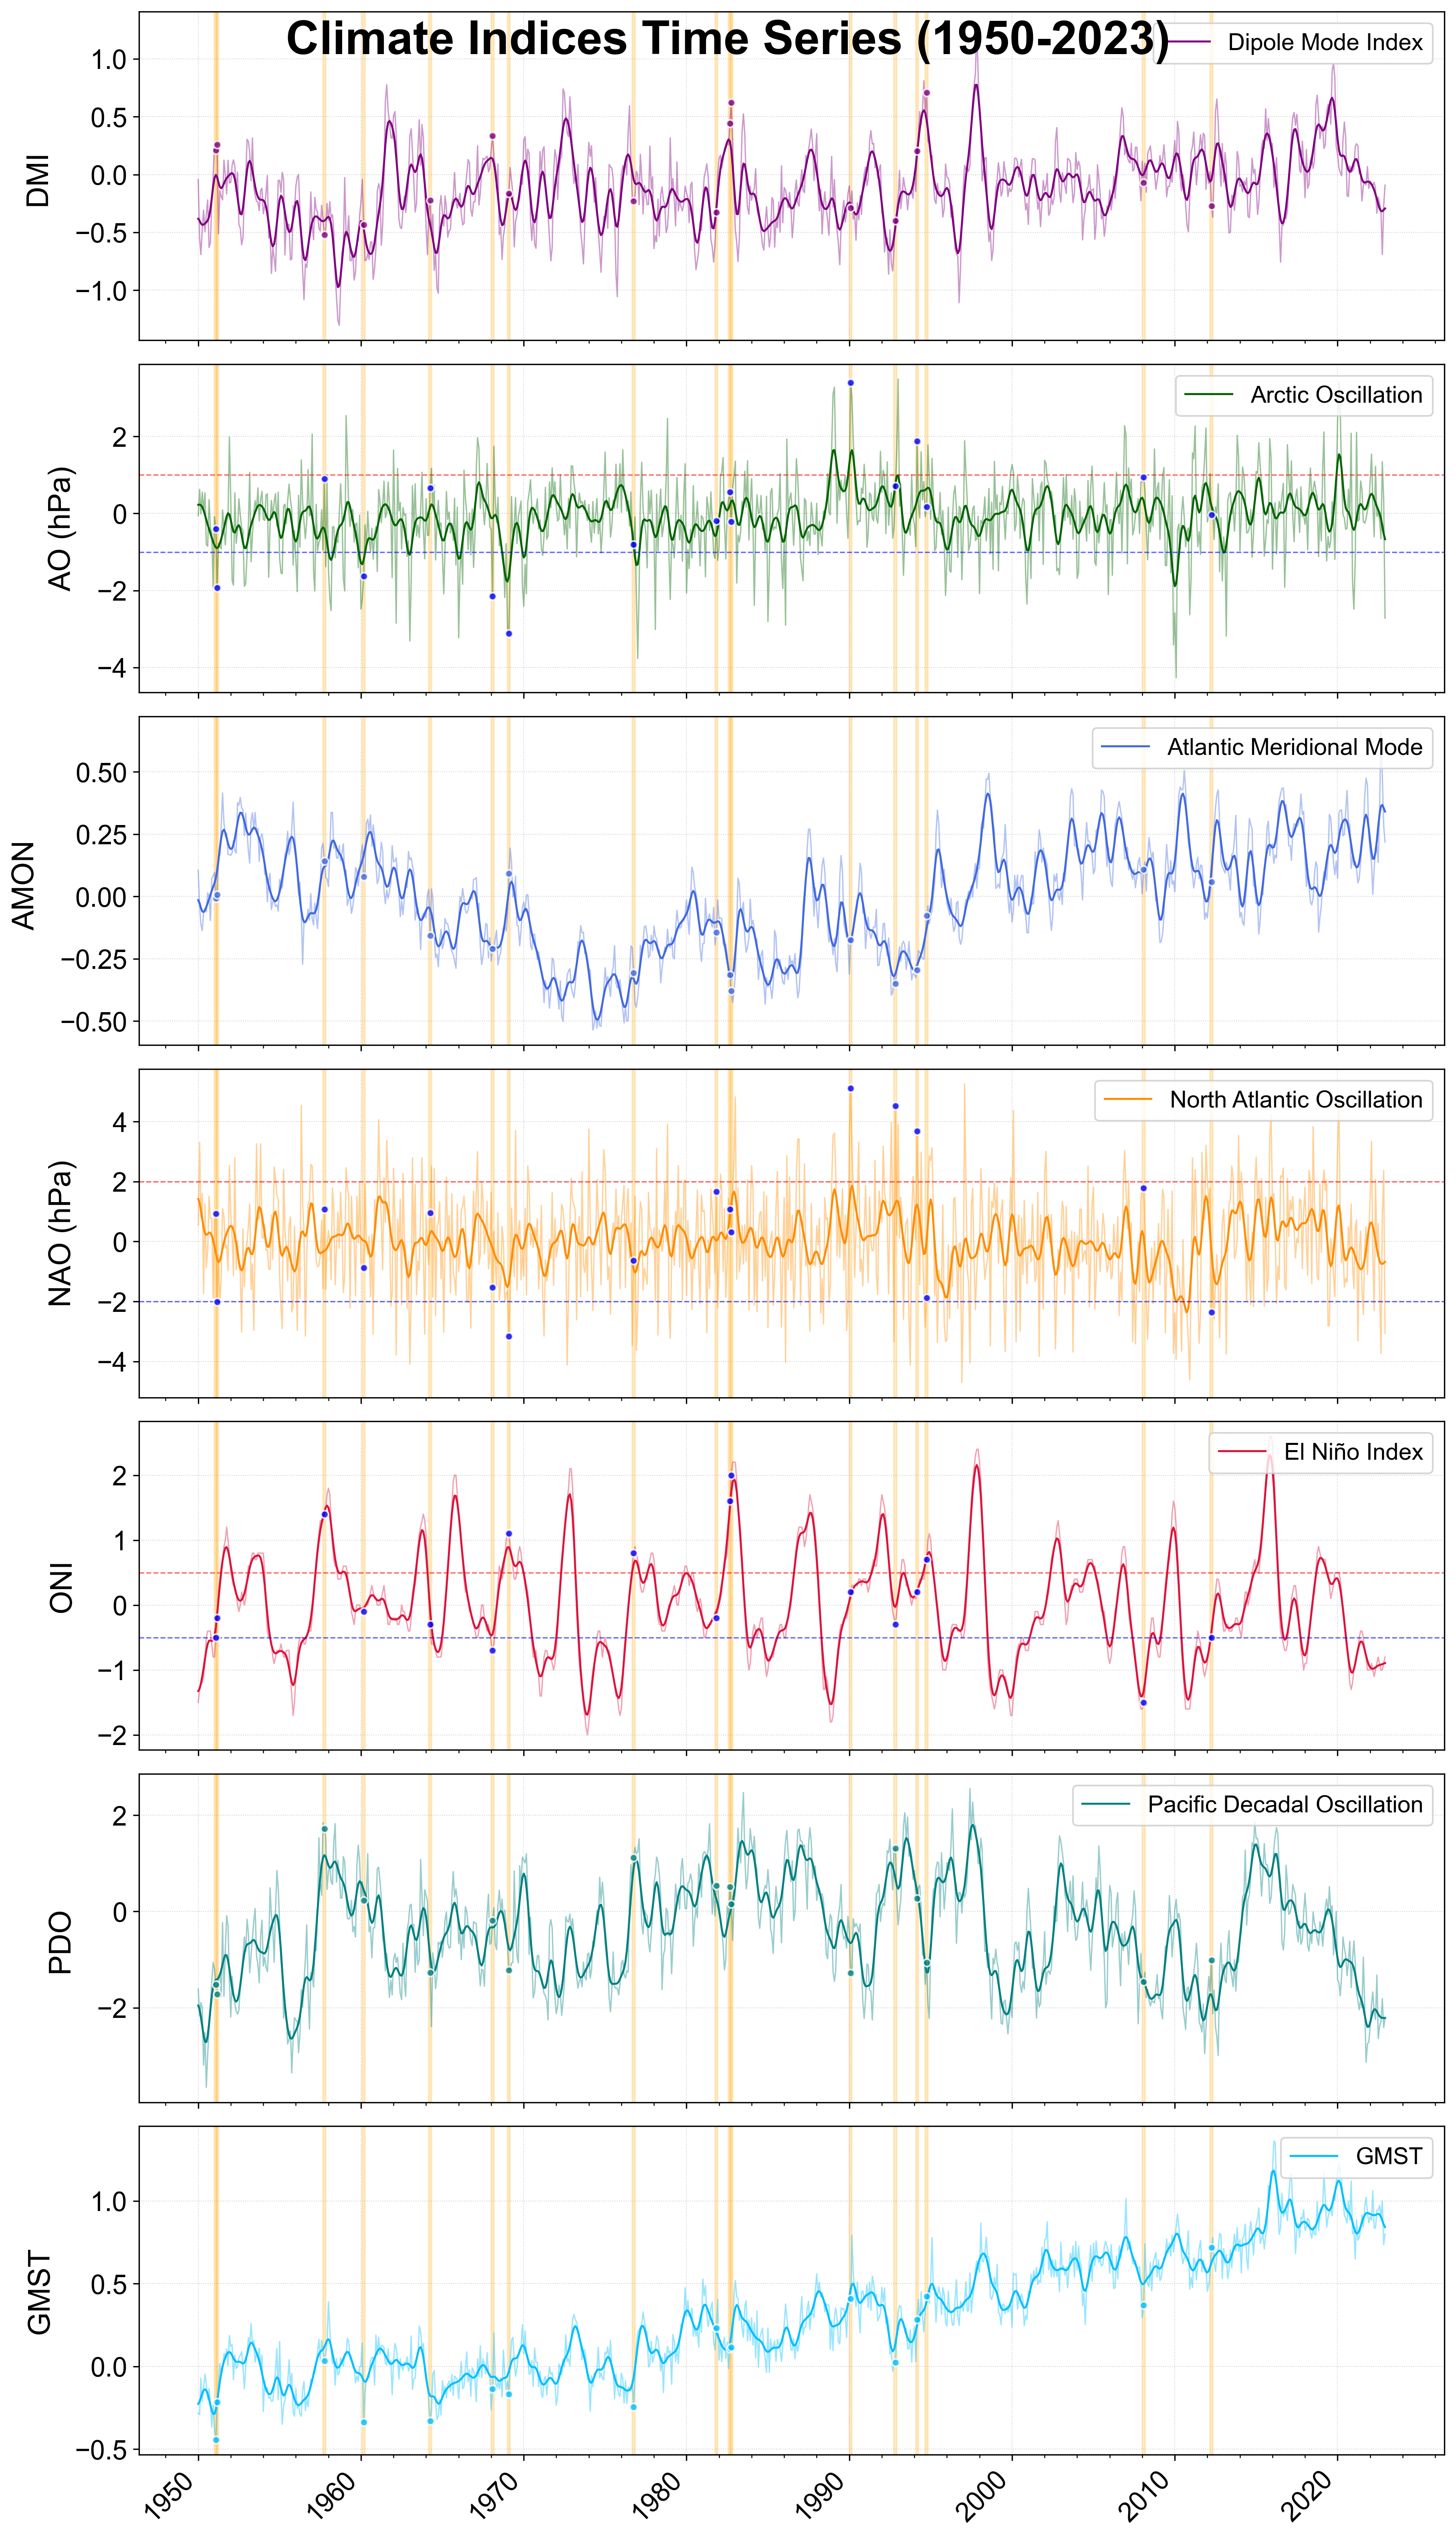 Climate Indices Time Series (1950-2023)
Dipole Mode Index
DMI
1.0
0.5
0.0
−0.5
−1.0
Arctic Oscillation
AO (hPa)
2
0
−2
−4
Atlantic Meridional Mode
AMON
0.50
0.25
0.00
−0.25
−0.50
North Atlantic Oscillation
NAO (hPa)
4
2
0
−2
−4
El Niño Index
ONI
2
1
0
−1
−2
Pacific Decadal Oscillation
PDO
2
0
−2
GMST
GMST
1.0
0.5
0.0
−0.5
1950 1960 1970 1980 1990 2000 2010 2020